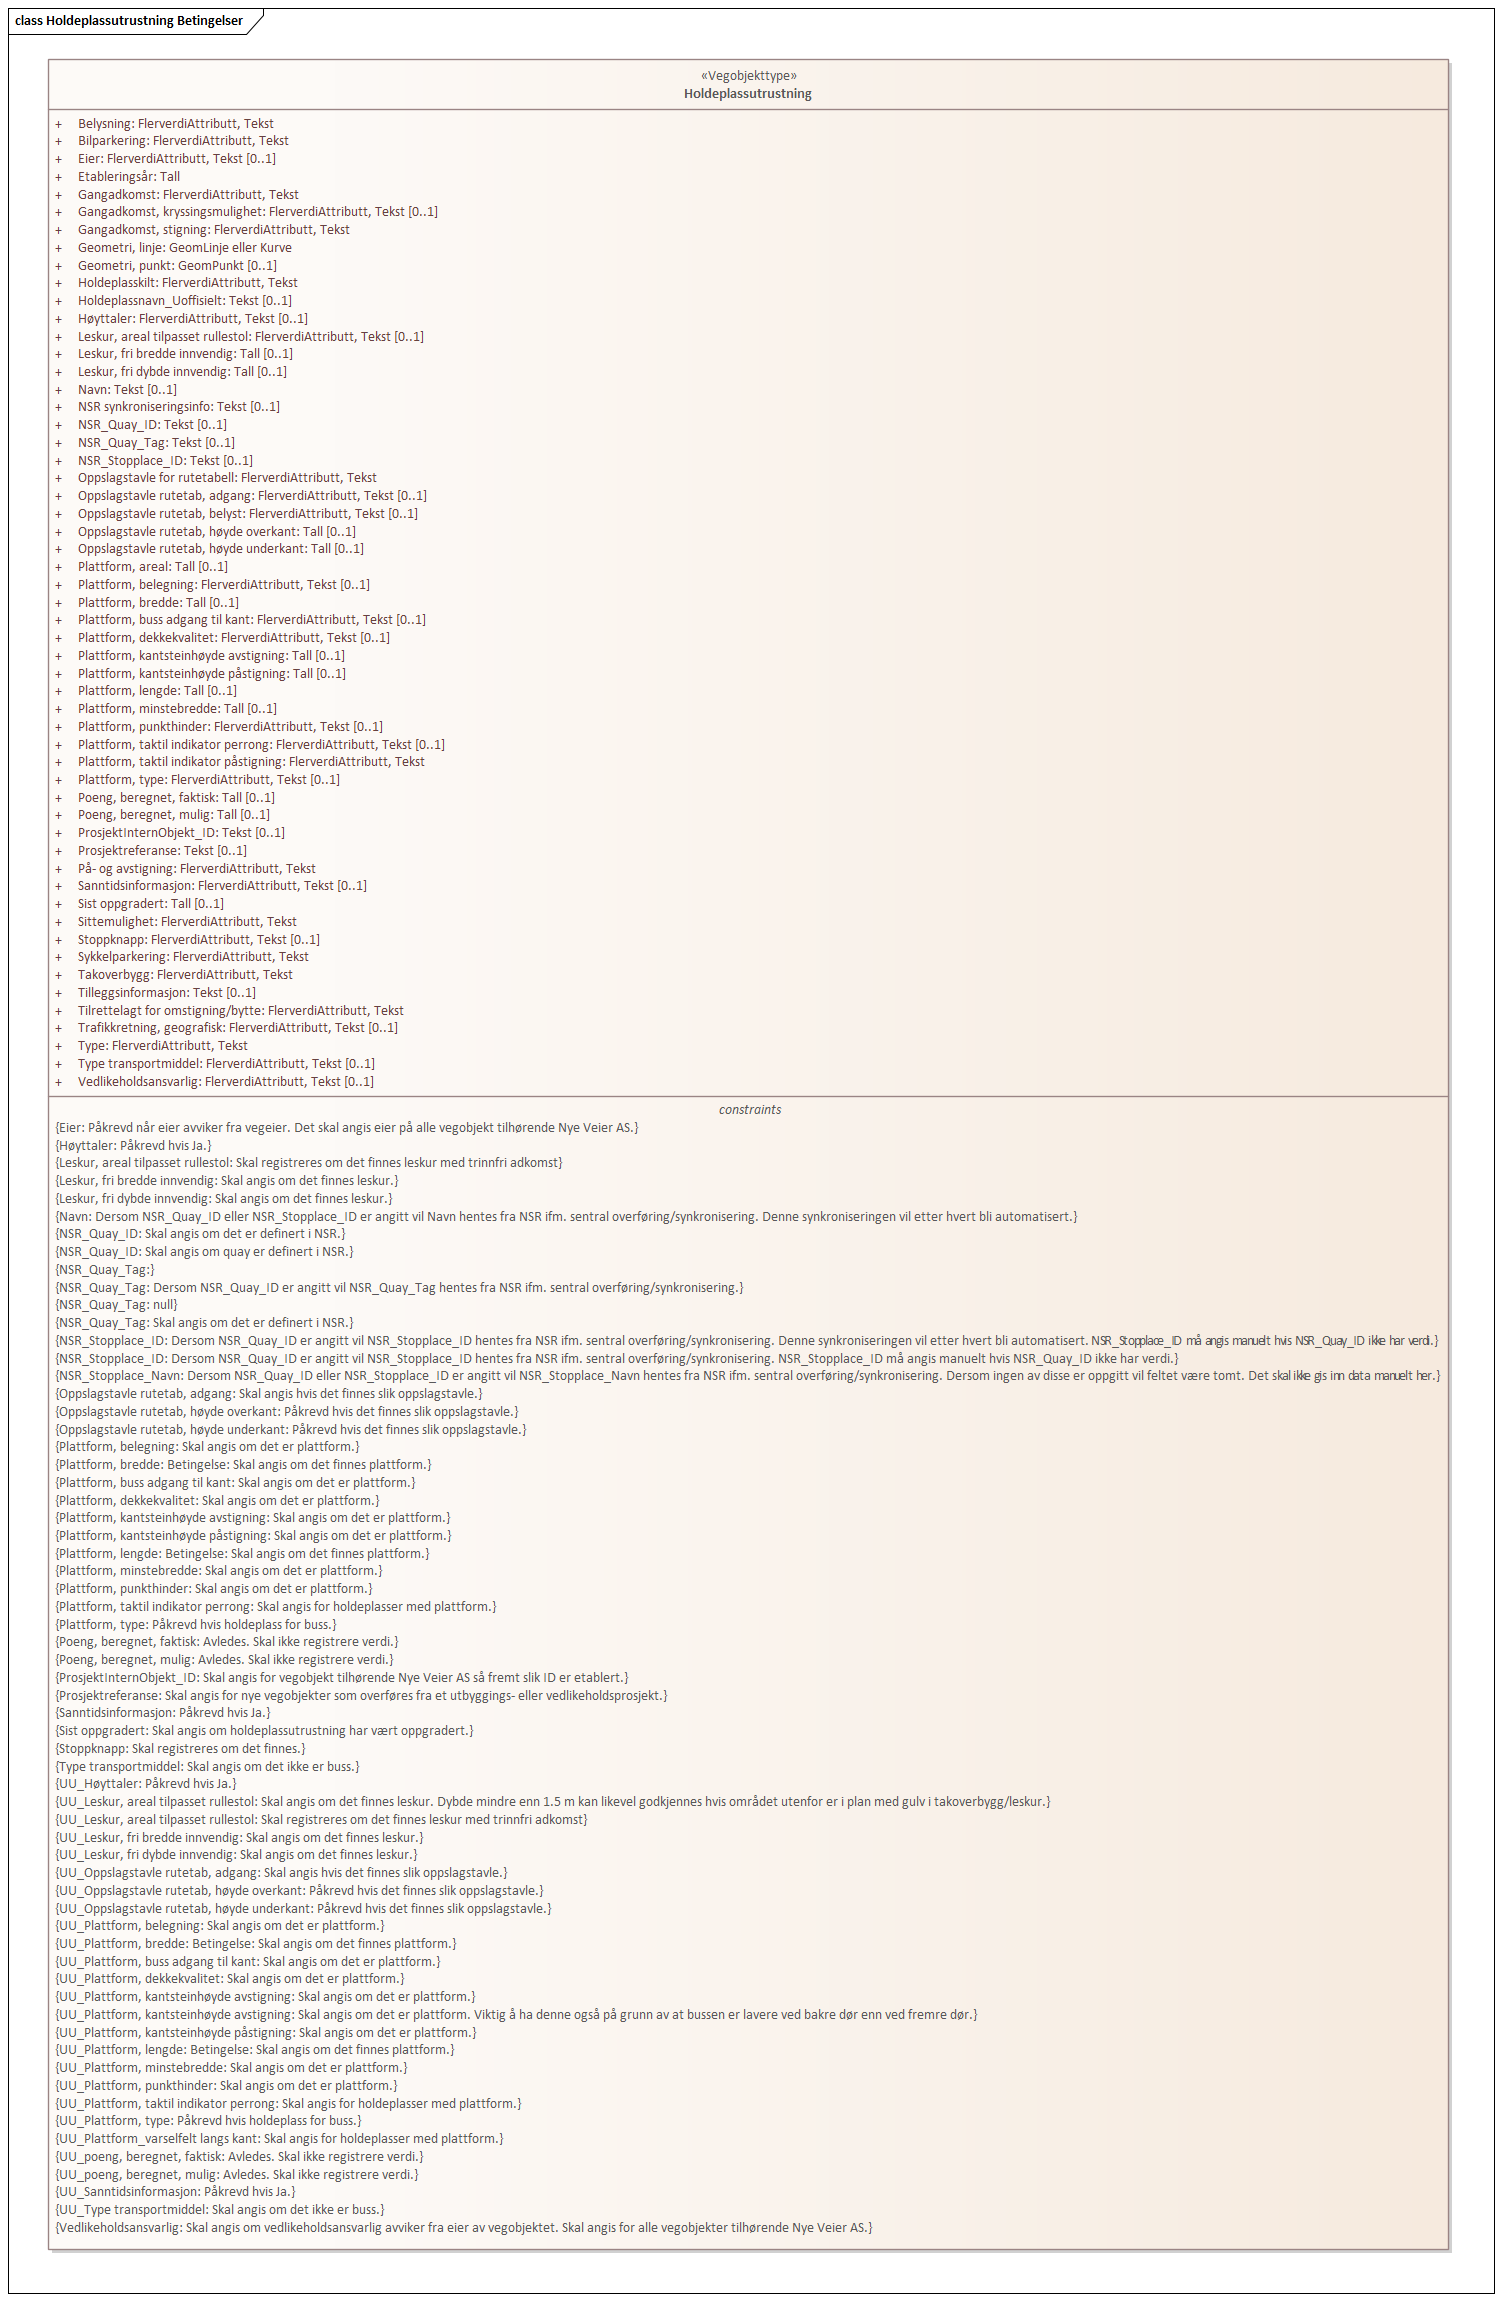 class Holdeplassutrustning Betingelser
«Vegobjekttype»
Holdeplassutrustning
+ Belysning: FlerverdiAttributt, Tekst
+ Bilparkering: FlerverdiAttributt, Tekst
+ Eier: FlerverdiAttributt, Tekst [0..1]
+ Etableringsår: Tall
+ Gangadkomst: FlerverdiAttributt, Tekst
+ Gangadkomst, kryssingsmulighet: FlerverdiAttributt, Tekst [0..1]
+ Gangadkomst, stigning: FlerverdiAttributt, Tekst
+ Geometri, linje: GeomLinje eller Kurve
+ Geometri, punkt: GeomPunkt [0..1]
+ Holdeplasskilt: FlerverdiAttributt, Tekst
+ Holdeplassnavn_Uoffisielt: Tekst [0..1]
+ Høyttaler: FlerverdiAttributt, Tekst [0..1]
+ Leskur, areal tilpasset rullestol: FlerverdiAttributt, Tekst [0..1]
+ Leskur, fri bredde innvendig: Tall [0..1]
+ Leskur, fri dybde innvendig: Tall [0..1]
+ Navn: Tekst [0..1]
+ NSR synkroniseringsinfo: Tekst [0..1]
+ NSR_Quay_ID: Tekst [0..1]
+ NSR_Quay_Tag: Tekst [0..1]
+ NSR_Stopplace_ID: Tekst [0..1]
+ Oppslagstavle for rutetabell: FlerverdiAttributt, Tekst
+ Oppslagstavle rutetab, adgang: FlerverdiAttributt, Tekst [0..1]
+ Oppslagstavle rutetab, belyst: FlerverdiAttributt, Tekst [0..1]
+ Oppslagstavle rutetab, høyde overkant: Tall [0..1]
+ Oppslagstavle rutetab, høyde underkant: Tall [0..1]
+ Plattform, areal: Tall [0..1]
+ Plattform, belegning: FlerverdiAttributt, Tekst [0..1]
+ Plattform, bredde: Tall [0..1]
+ Plattform, buss adgang til kant: FlerverdiAttributt, Tekst [0..1]
+ Plattform, dekkekvalitet: FlerverdiAttributt, Tekst [0..1]
+ Plattform, kantsteinhøyde avstigning: Tall [0..1]
+ Plattform, kantsteinhøyde påstigning: Tall [0..1]
+ Plattform, lengde: Tall [0..1]
+ Plattform, minstebredde: Tall [0..1]
+ Plattform, punkthinder: FlerverdiAttributt, Tekst [0..1]
+ Plattform, taktil indikator perrong: FlerverdiAttributt, Tekst [0..1]
+ Plattform, taktil indikator påstigning: FlerverdiAttributt, Tekst
+ Plattform, type: FlerverdiAttributt, Tekst [0..1]
+ Poeng, beregnet, faktisk: Tall [0..1]
+ Poeng, beregnet, mulig: Tall [0..1]
+ ProsjektInternObjekt_ID: Tekst [0..1]
+ Prosjektreferanse: Tekst [0..1]
+ På- og avstigning: FlerverdiAttributt, Tekst
+ Sanntidsinformasjon: FlerverdiAttributt, Tekst [0..1]
+ Sist oppgradert: Tall [0..1]
+ Sittemulighet: FlerverdiAttributt, Tekst
+ Stoppknapp: FlerverdiAttributt, Tekst [0..1]
+ Sykkelparkering: FlerverdiAttributt, Tekst
+ Takoverbygg: FlerverdiAttributt, Tekst
+ Tilleggsinformasjon: Tekst [0..1]
+ Tilrettelagt for omstigning/bytte: FlerverdiAttributt, Tekst
+ Trafikkretning, geografisk: FlerverdiAttributt, Tekst [0..1]
+ Type: FlerverdiAttributt, Tekst
+ Type transportmiddel: FlerverdiAttributt, Tekst [0..1]
+ Vedlikeholdsansvarlig: FlerverdiAttributt, Tekst [0..1]
constraints
{Eier: Påkrevd når eier avviker fra vegeier. Det skal angis eier på alle vegobjekt tilhørende Nye Veier AS.}
{Høyttaler: Påkrevd hvis Ja.}
{Leskur, areal tilpasset rullestol: Skal registreres om det finnes leskur med trinnfri adkomst}
{Leskur, fri bredde innvendig: Skal angis om det finnes leskur.}
{Leskur, fri dybde innvendig: Skal angis om det finnes leskur.}
{Navn: Dersom NSR_Quay_ID eller NSR_Stopplace_ID er angitt vil Navn hentes fra NSR ifm. sentral overføring/synkronisering. Denne synkroniseringen vil etter hvert bli automatisert.}
{NSR_Quay_ID: Skal angis om det er definert i NSR.}
{NSR_Quay_ID: Skal angis om quay er definert i NSR.}
{NSR_Quay_Tag:}
{NSR_Quay_Tag: Dersom NSR_Quay_ID er angitt vil NSR_Quay_Tag hentes fra NSR ifm. sentral overføring/synkronisering.}
{NSR_Quay_Tag: null}
{NSR_Quay_Tag: Skal angis om det er definert i NSR.}
{NSR_Stopplace_ID: Dersom NSR_Quay_ID er angitt vil NSR_Stopplace_ID hentes fra NSR ifm. sentral overføring/synkronisering. Denne synkroniseringen vil etter hvert bli automatisert. NSR_Stopplace_ID må angis manuelt hvis NSR_Quay_ID ikke har verdi.}
{NSR_Stopplace_ID: Dersom NSR_Quay_ID er angitt vil NSR_Stopplace_ID hentes fra NSR ifm. sentral overføring/synkronisering. NSR_Stopplace_ID må angis manuelt hvis NSR_Quay_ID ikke har verdi.}
{NSR_Stopplace_Navn: Dersom NSR_Quay_ID eller NSR_Stopplace_ID er angitt vil NSR_Stopplace_Navn hentes fra NSR ifm. sentral overføring/synkronisering. Dersom ingen av disse er oppgitt vil feltet være tomt. Det skal ikke gis inn data manuelt her.}
{Oppslagstavle rutetab, adgang: Skal angis hvis det finnes slik oppslagstavle.}
{Oppslagstavle rutetab, høyde overkant: Påkrevd hvis det finnes slik oppslagstavle.}
{Oppslagstavle rutetab, høyde underkant: Påkrevd hvis det finnes slik oppslagstavle.}
{Plattform, belegning: Skal angis om det er plattform.}
{Plattform, bredde: Betingelse: Skal angis om det finnes plattform.}
{Plattform, buss adgang til kant: Skal angis om det er plattform.}
{Plattform, dekkekvalitet: Skal angis om det er plattform.}
{Plattform, kantsteinhøyde avstigning: Skal angis om det er plattform.}
{Plattform, kantsteinhøyde påstigning: Skal angis om det er plattform.}
{Plattform, lengde: Betingelse: Skal angis om det finnes plattform.}
{Plattform, minstebredde: Skal angis om det er plattform.}
{Plattform, punkthinder: Skal angis om det er plattform.}
{Plattform, taktil indikator perrong: Skal angis for holdeplasser med plattform.}
{Plattform, type: Påkrevd hvis holdeplass for buss.}
{Poeng, beregnet, faktisk: Avledes. Skal ikke registrere verdi.}
{Poeng, beregnet, mulig: Avledes. Skal ikke registrere verdi.}
{ProsjektInternObjekt_ID: Skal angis for vegobjekt tilhørende Nye Veier AS så fremt slik ID er etablert.}
{Prosjektreferanse: Skal angis for nye vegobjekter som overføres fra et utbyggings- eller vedlikeholdsprosjekt.}
{Sanntidsinformasjon: Påkrevd hvis Ja.}
{Sist oppgradert: Skal angis om holdeplassutrustning har vært oppgradert.}
{Stoppknapp: Skal registreres om det finnes.}
{Type transportmiddel: Skal angis om det ikke er buss.}
{UU_Høyttaler: Påkrevd hvis Ja.}
{UU_Leskur, areal tilpasset rullestol: Skal angis om det finnes leskur. Dybde mindre enn 1.5 m kan likevel godkjennes hvis området utenfor er i plan med gulv i takoverbygg/leskur.}
{UU_Leskur, areal tilpasset rullestol: Skal registreres om det finnes leskur med trinnfri adkomst}
{UU_Leskur, fri bredde innvendig: Skal angis om det finnes leskur.}
{UU_Leskur, fri dybde innvendig: Skal angis om det finnes leskur.}
{UU_Oppslagstavle rutetab, adgang: Skal angis hvis det finnes slik oppslagstavle.}
{UU_Oppslagstavle rutetab, høyde overkant: Påkrevd hvis det finnes slik oppslagstavle.}
{UU_Oppslagstavle rutetab, høyde underkant: Påkrevd hvis det finnes slik oppslagstavle.}
{UU_Plattform, belegning: Skal angis om det er plattform.}
{UU_Plattform, bredde: Betingelse: Skal angis om det finnes plattform.}
{UU_Plattform, buss adgang til kant: Skal angis om det er plattform.}
{UU_Plattform, dekkekvalitet: Skal angis om det er plattform.}
{UU_Plattform, kantsteinhøyde avstigning: Skal angis om det er plattform.}
{UU_Plattform, kantsteinhøyde avstigning: Skal angis om det er plattform. Viktig å ha denne også på grunn av at bussen er lavere ved bakre dør enn ved fremre dør.}
{UU_Plattform, kantsteinhøyde påstigning: Skal angis om det er plattform.}
{UU_Plattform, lengde: Betingelse: Skal angis om det finnes plattform.}
{UU_Plattform, minstebredde: Skal angis om det er plattform.}
{UU_Plattform, punkthinder: Skal angis om det er plattform.}
{UU_Plattform, taktil indikator perrong: Skal angis for holdeplasser med plattform.}
{UU_Plattform, type: Påkrevd hvis holdeplass for buss.}
{UU_Plattform_varselfelt langs kant: Skal angis for holdeplasser med plattform.}
{UU_poeng, beregnet, faktisk: Avledes. Skal ikke registrere verdi.}
{UU_poeng, beregnet, mulig: Avledes. Skal ikke registrere verdi.}
{UU_Sanntidsinformasjon: Påkrevd hvis Ja.}
{UU_Type transportmiddel: Skal angis om det ikke er buss.}
{Vedlikeholdsansvarlig: Skal angis om vedlikeholdsansvarlig avviker fra eier av vegobjektet. Skal angis for alle vegobjekter tilhørende Nye Veier AS.}